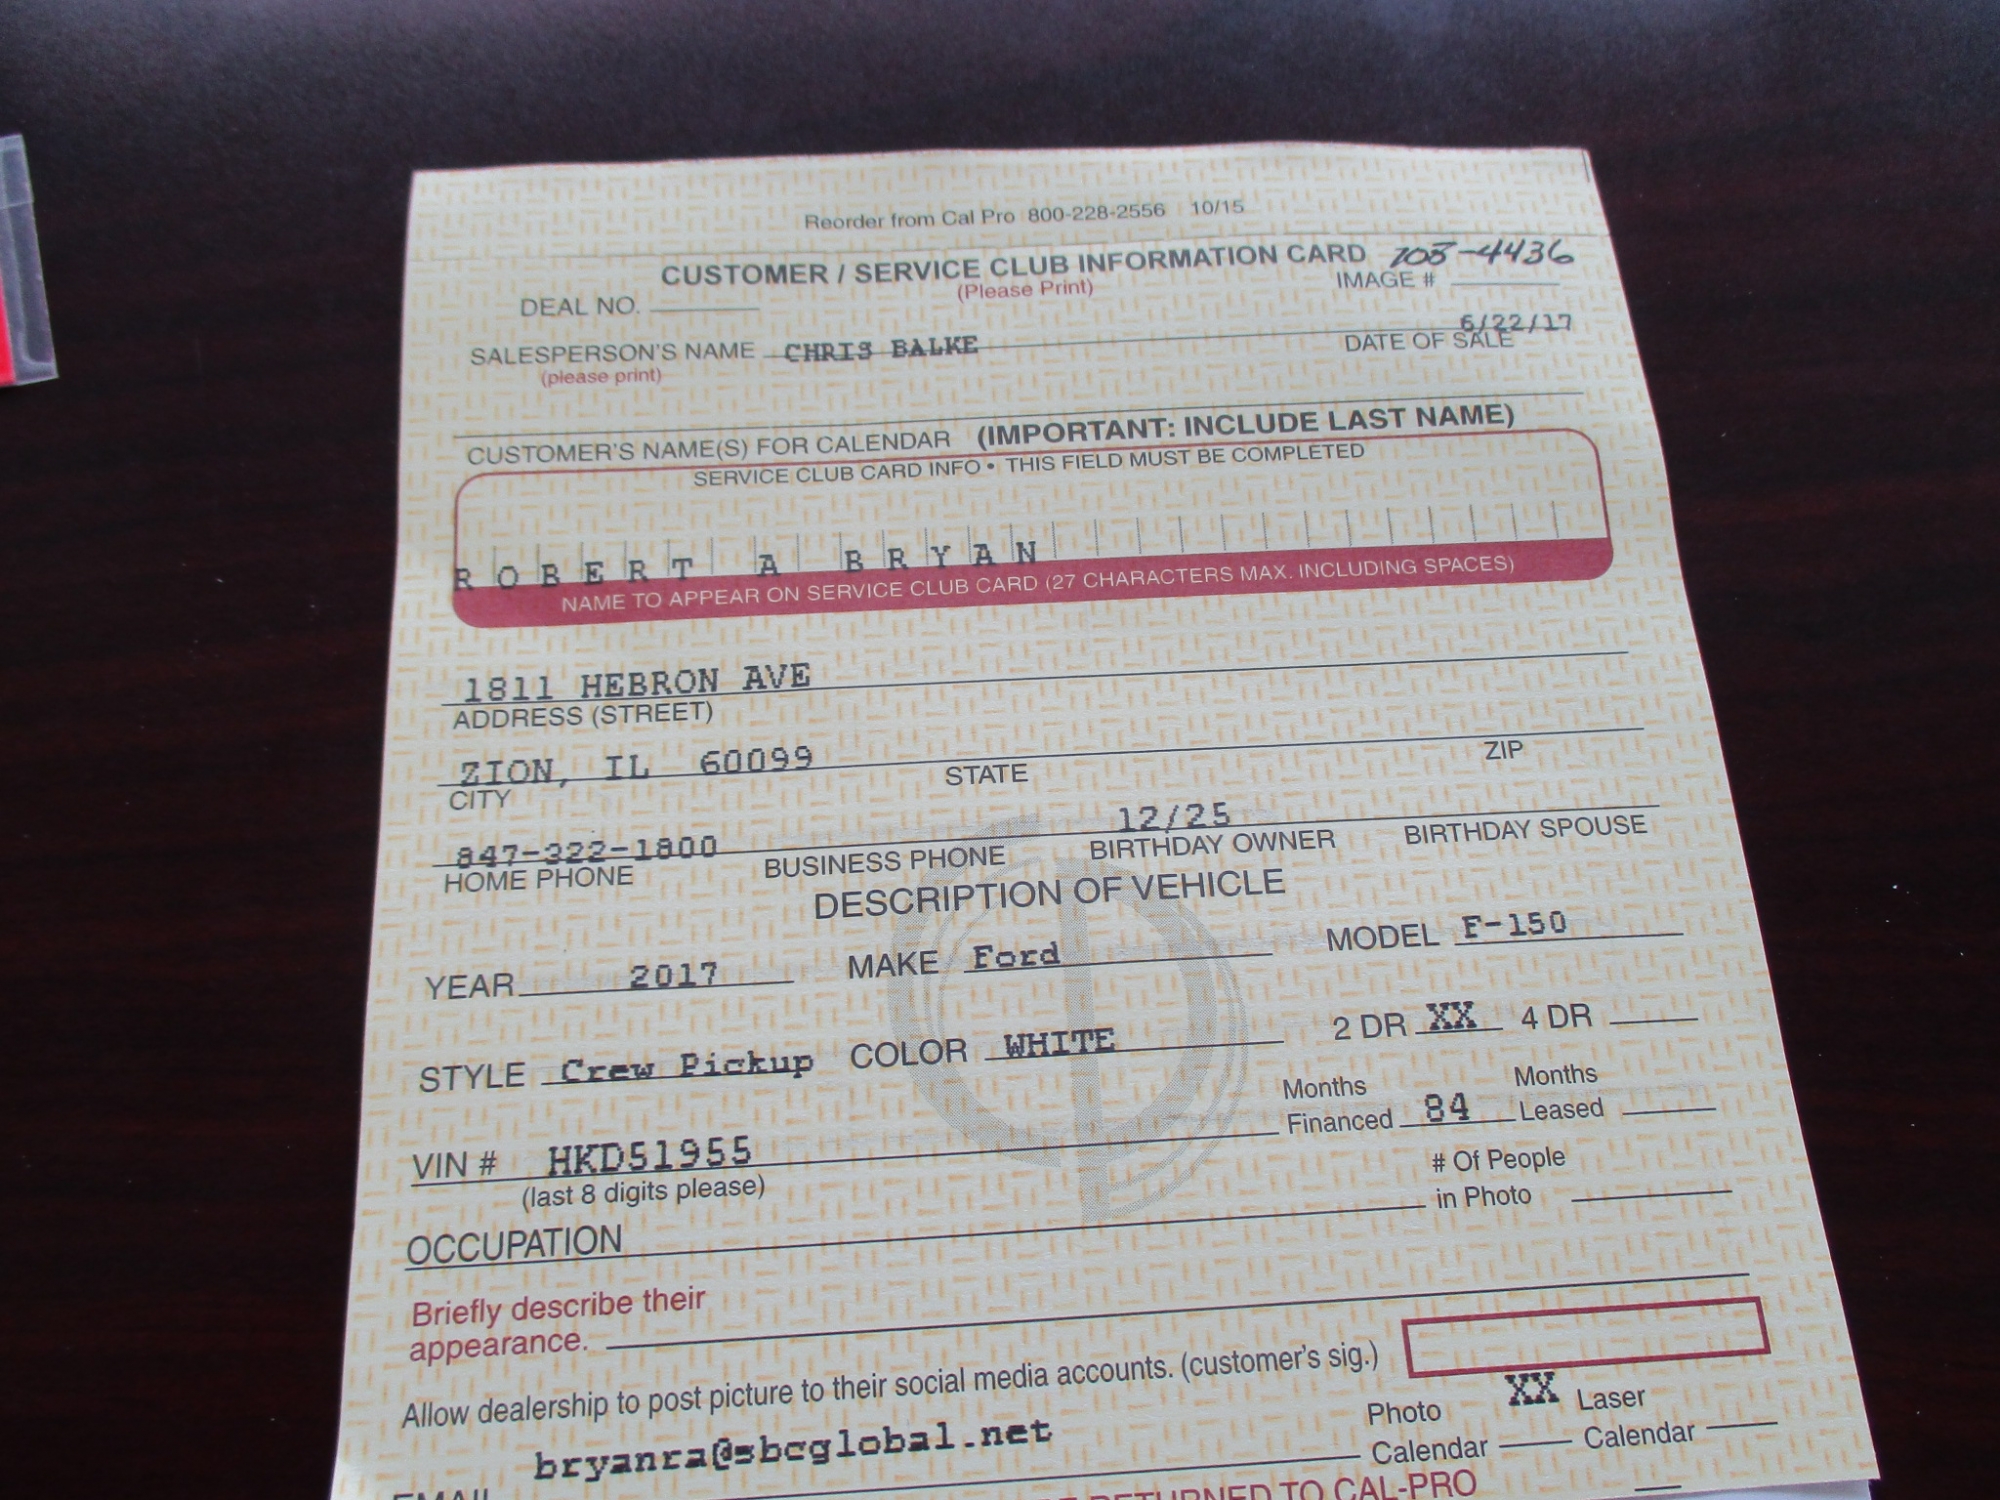 Reorder from Cal Pro 800-228-2556 10/15
CUSTOMER / SERVICE CLUB INFORMATION CARD 703-4436
(Please Print)
DEAL NO. IMAGE #
6/22/17
SALESPERSON'S NAME CHRIS BALKE DATE OF SALE
(please print)
CUSTOMER'S NAME(S) FOR CALENDAR (IMPORTANT: INCLUDE LAST NAME)
SERVICE CLUB CARD INFO • THIS FIELD MUST BE COMPLETED
ROBERT A BRYAN
NAME TO APPEAR ON SERVICE CLUB CARD (27 CHARACTERS MAX. INCLUDING SPACES)
1811 HEBRON AVE
ADDRESS (STREET)
ZION, IL 60099
CITY STATE ZIP
847-322-1800 12/25
HOME PHONE BUSINESS PHONE BIRTHDAY OWNER BIRTHDAY SPOUSE
DESCRIPTION OF VEHICLE
YEAR 2017 MAKE Ford MODEL F-150
STYLE Crew Pickup COLOR WHITE 2 DR XX 4 DR
VIN # HKD51955 Months Financed 84 Months Leased
(last 8 digits please)
# Of People in Photo
OCCUPATION
Briefly describe their
appearance.
Allow dealership to post picture to their social media accounts. (customer's sig.)
bryanra@sbcglobal.net
Photo Calendar XX Laser Calendar
EMAIL
RETURNED TO CAL-PRO